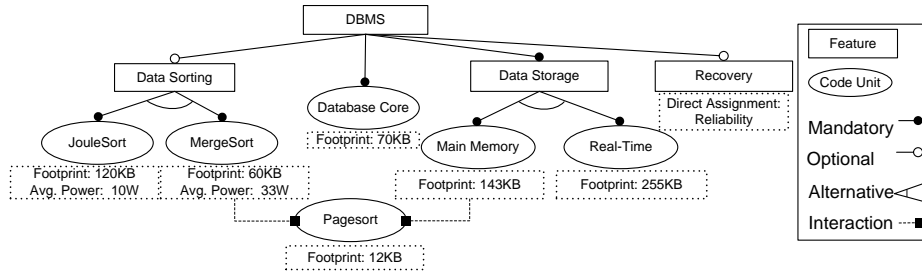 DBMS
Data Sorting
Data Storage
Recovery
Direct Assignment:
Reliability
Database Core
Footprint: 70KB
JouleSort
MergeSort
Main Memory
Real-Time
Footprint: 120KB
Avg. Power: 10W
Footprint: 60KB
Avg. Power: 33W
Footprint: 143KB
Footprint: 255KB
Pagesort
Footprint: 12KB
Feature
Code Unit
Mandatory
Optional
Alternative
Interaction